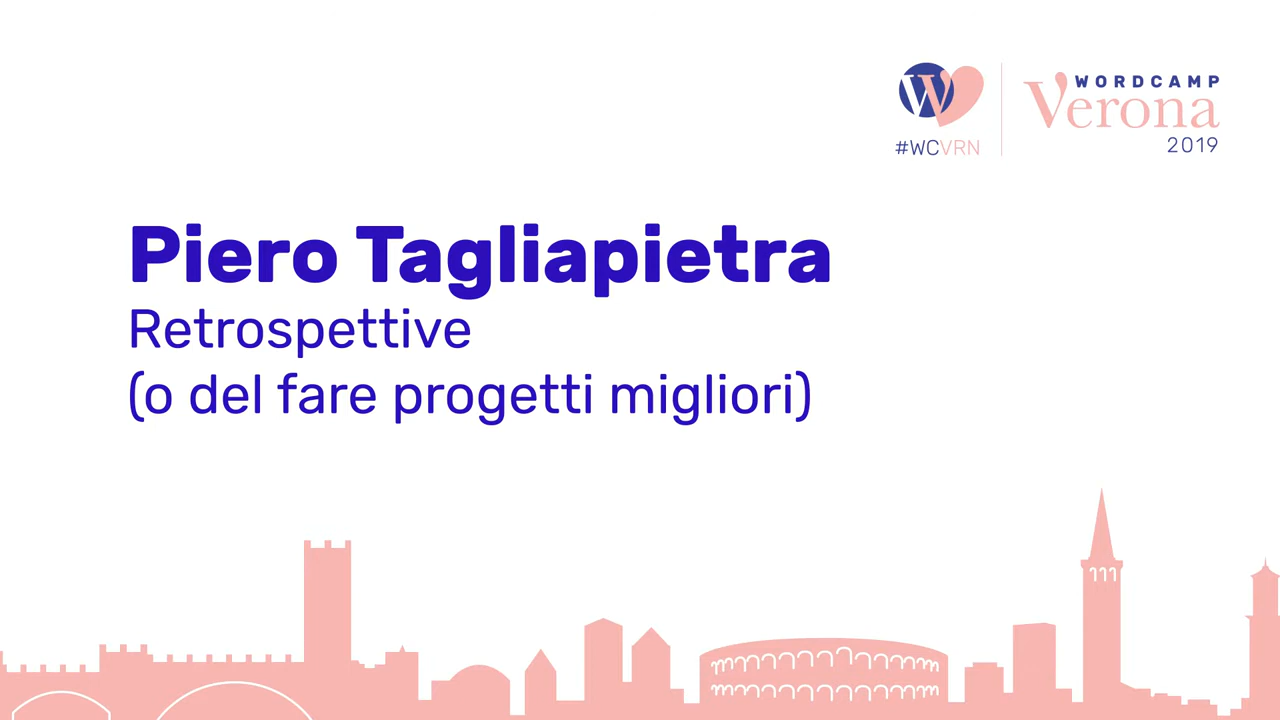 WORDCAMP
Verona
2019
#WCVRN
Piero Tagliapietra
Retrospettive
(o del fare progetti migliori)